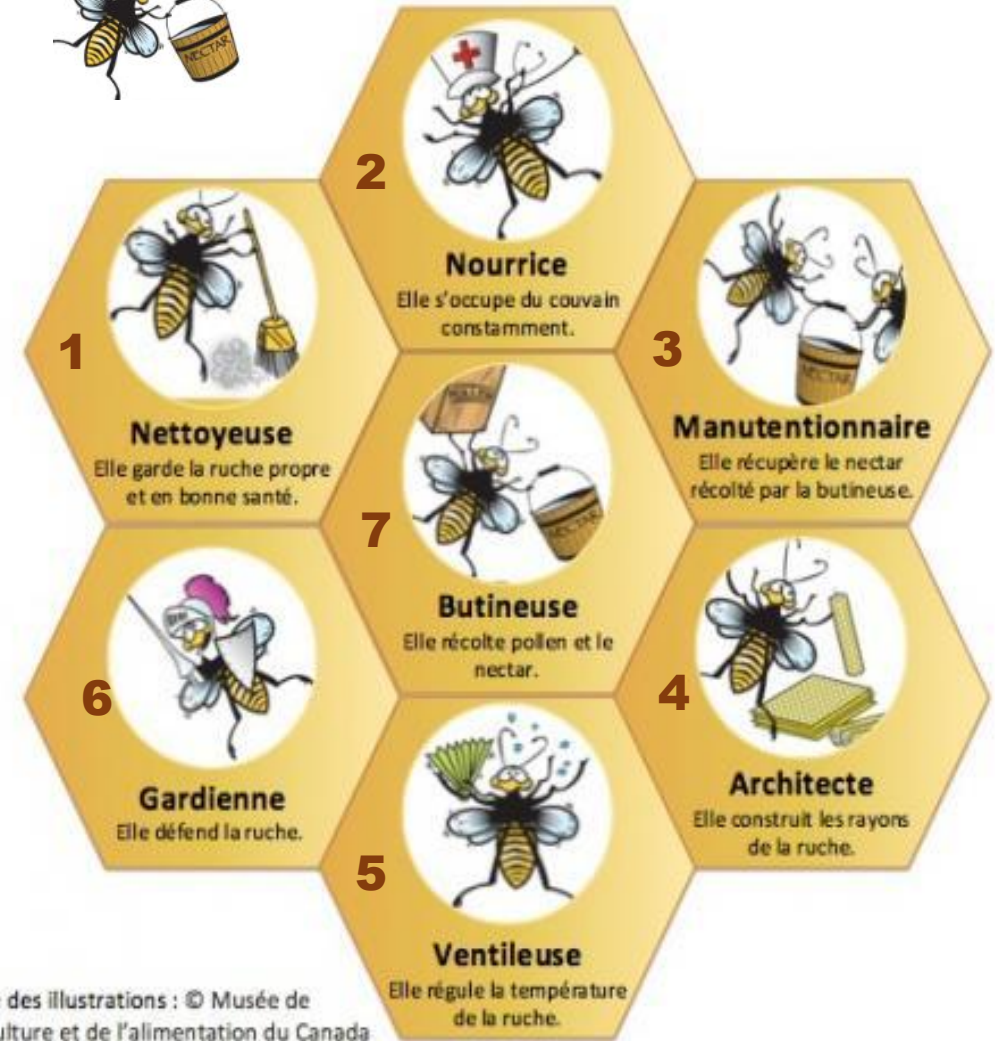 NECTAR
2
Nourrice
Elle s'occupe du couvain
constamment.
1
Nettoyeuse
Elle garde la ruche propre
et en bonne santé.
3
NECTAR
Manutentionnaire
Elle récupère le nectar
récolté par la butineuse.
7
NECTAR
Butineuse
Elle récolte pollen et le
nectar.
6
Gardienne
Elle défend la ruche.
4
Architecte
Elle construit les rayons
de la ruche.
5
Ventileuse
Elle régule la température
de la ruche.
des illustrations : © Musée de
ulture et de l'alimentation du Canada